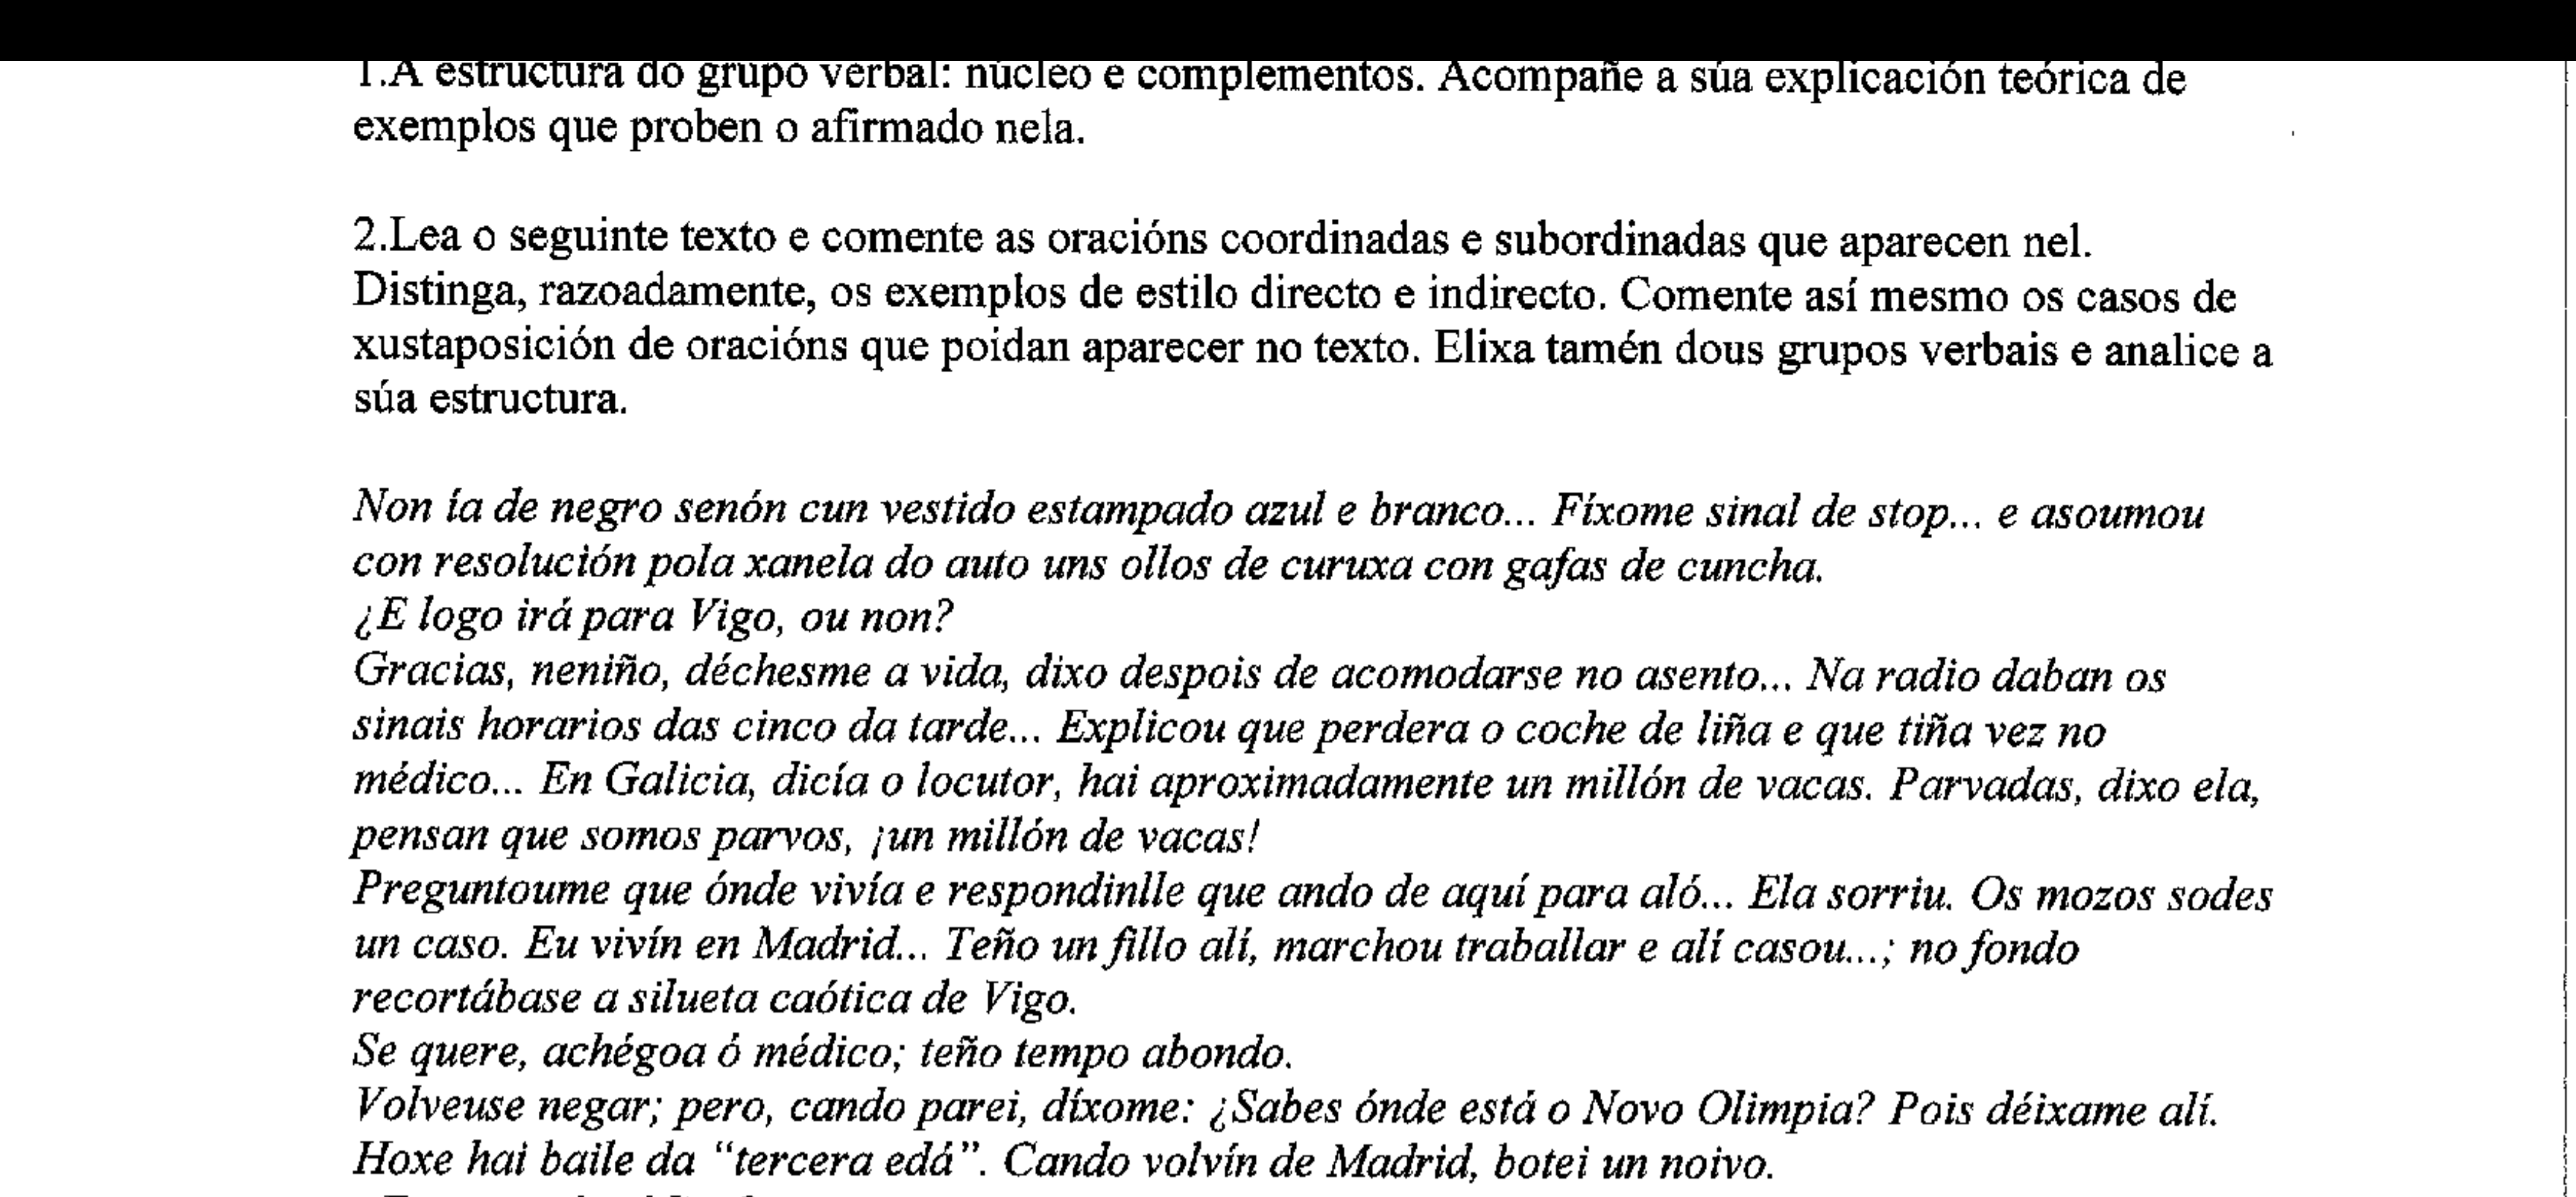 1.A estructura do grupo verbal: núcleo e complementos. Acompañe a súa explicación teórica de
exemplos que proben o afirmado nela.
2.Lea o seguinte texto e comente as oracións coordinadas e subordinadas que aparecen nel.
Distinga, razoadamente, os exemplos de estilo directo e indirecto. Comente así mesmo os casos de
xustaposición de oracións que poidan aparecer no texto. Elixa tamén dous grupos verbais e analice a
súa estructura.
Non ía de negro senón cun vestido estampado azul e branco... Fíxome sinal de stop... e asoumou
con resolución pola xanela do auto uns ollos de curuxa con gafas de cuncha.
¿E logo irá para Vigo, ou non?
Gracias, neniño, déchesme a vida, dixo despois de acomodarse no asento... Na radio daban os
sinais horarios das cinco da tarde... Explicou que perdera o coche de liña e que tiña vez no
médico... En Galicia, dicía o locutor, hai aproximadamente un millón de vacas. Parvadas, dixo ela,
pensan que somos parvos, ¡un millón de vacas!
Preguntoume que ónde vivía e respondinlle que ando de aquí para aló... Ela sorriu. Os mozos sodes
un caso. Eu vivín en Madrid... Teño un fillo alí, marchou traballar e alí casou...; no fondo
recortábase a silueta caótica de Vigo.
Se quere, achégoa ó médico; teño tempo abondo.
Volveuse negar; pero, cando parei, díxome: ¿Sabes ónde está o Novo Olimpia? Pois déixame alí.
Hoxe hai baile da “tercera edá”. Cando volvín de Madrid, botei un noivo.